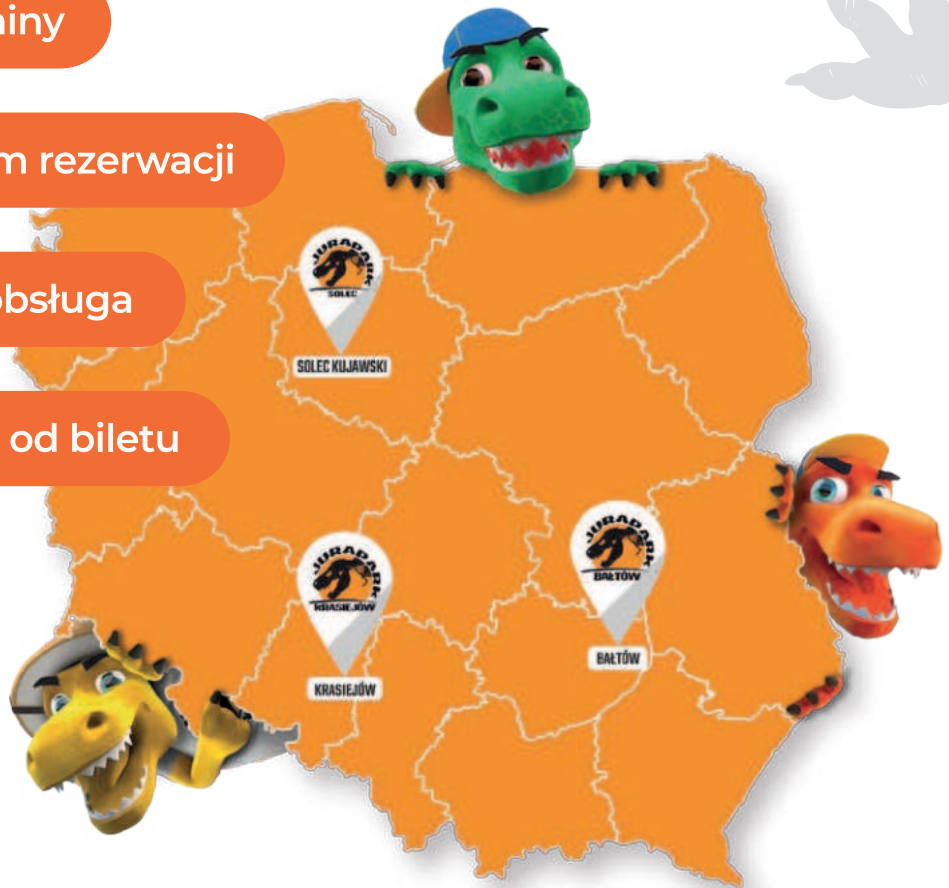 iny
m rezerwacji
JURAPARK
SOLEC
obsługa
SOLEC KUJAWSKI
od biletu
JURAPARK
BAŁTÓW
JURAPARK
KRASIEJÓW
BAŁTÓW
KRASIEJÓW